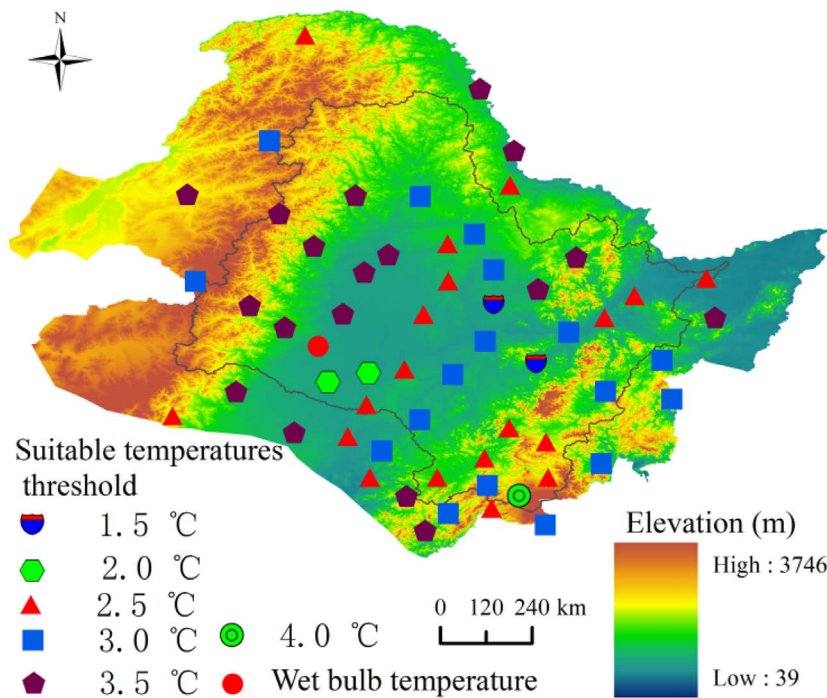 N
Suitable temperatures
threshold
1.5 ℃
2.0 ℃
2.5 ℃
3.0 ℃
3.5 ℃
4.0 ℃
Wet bulb temperature
0 120 240 km
Elevation (m)
High : 3746
Low : 39